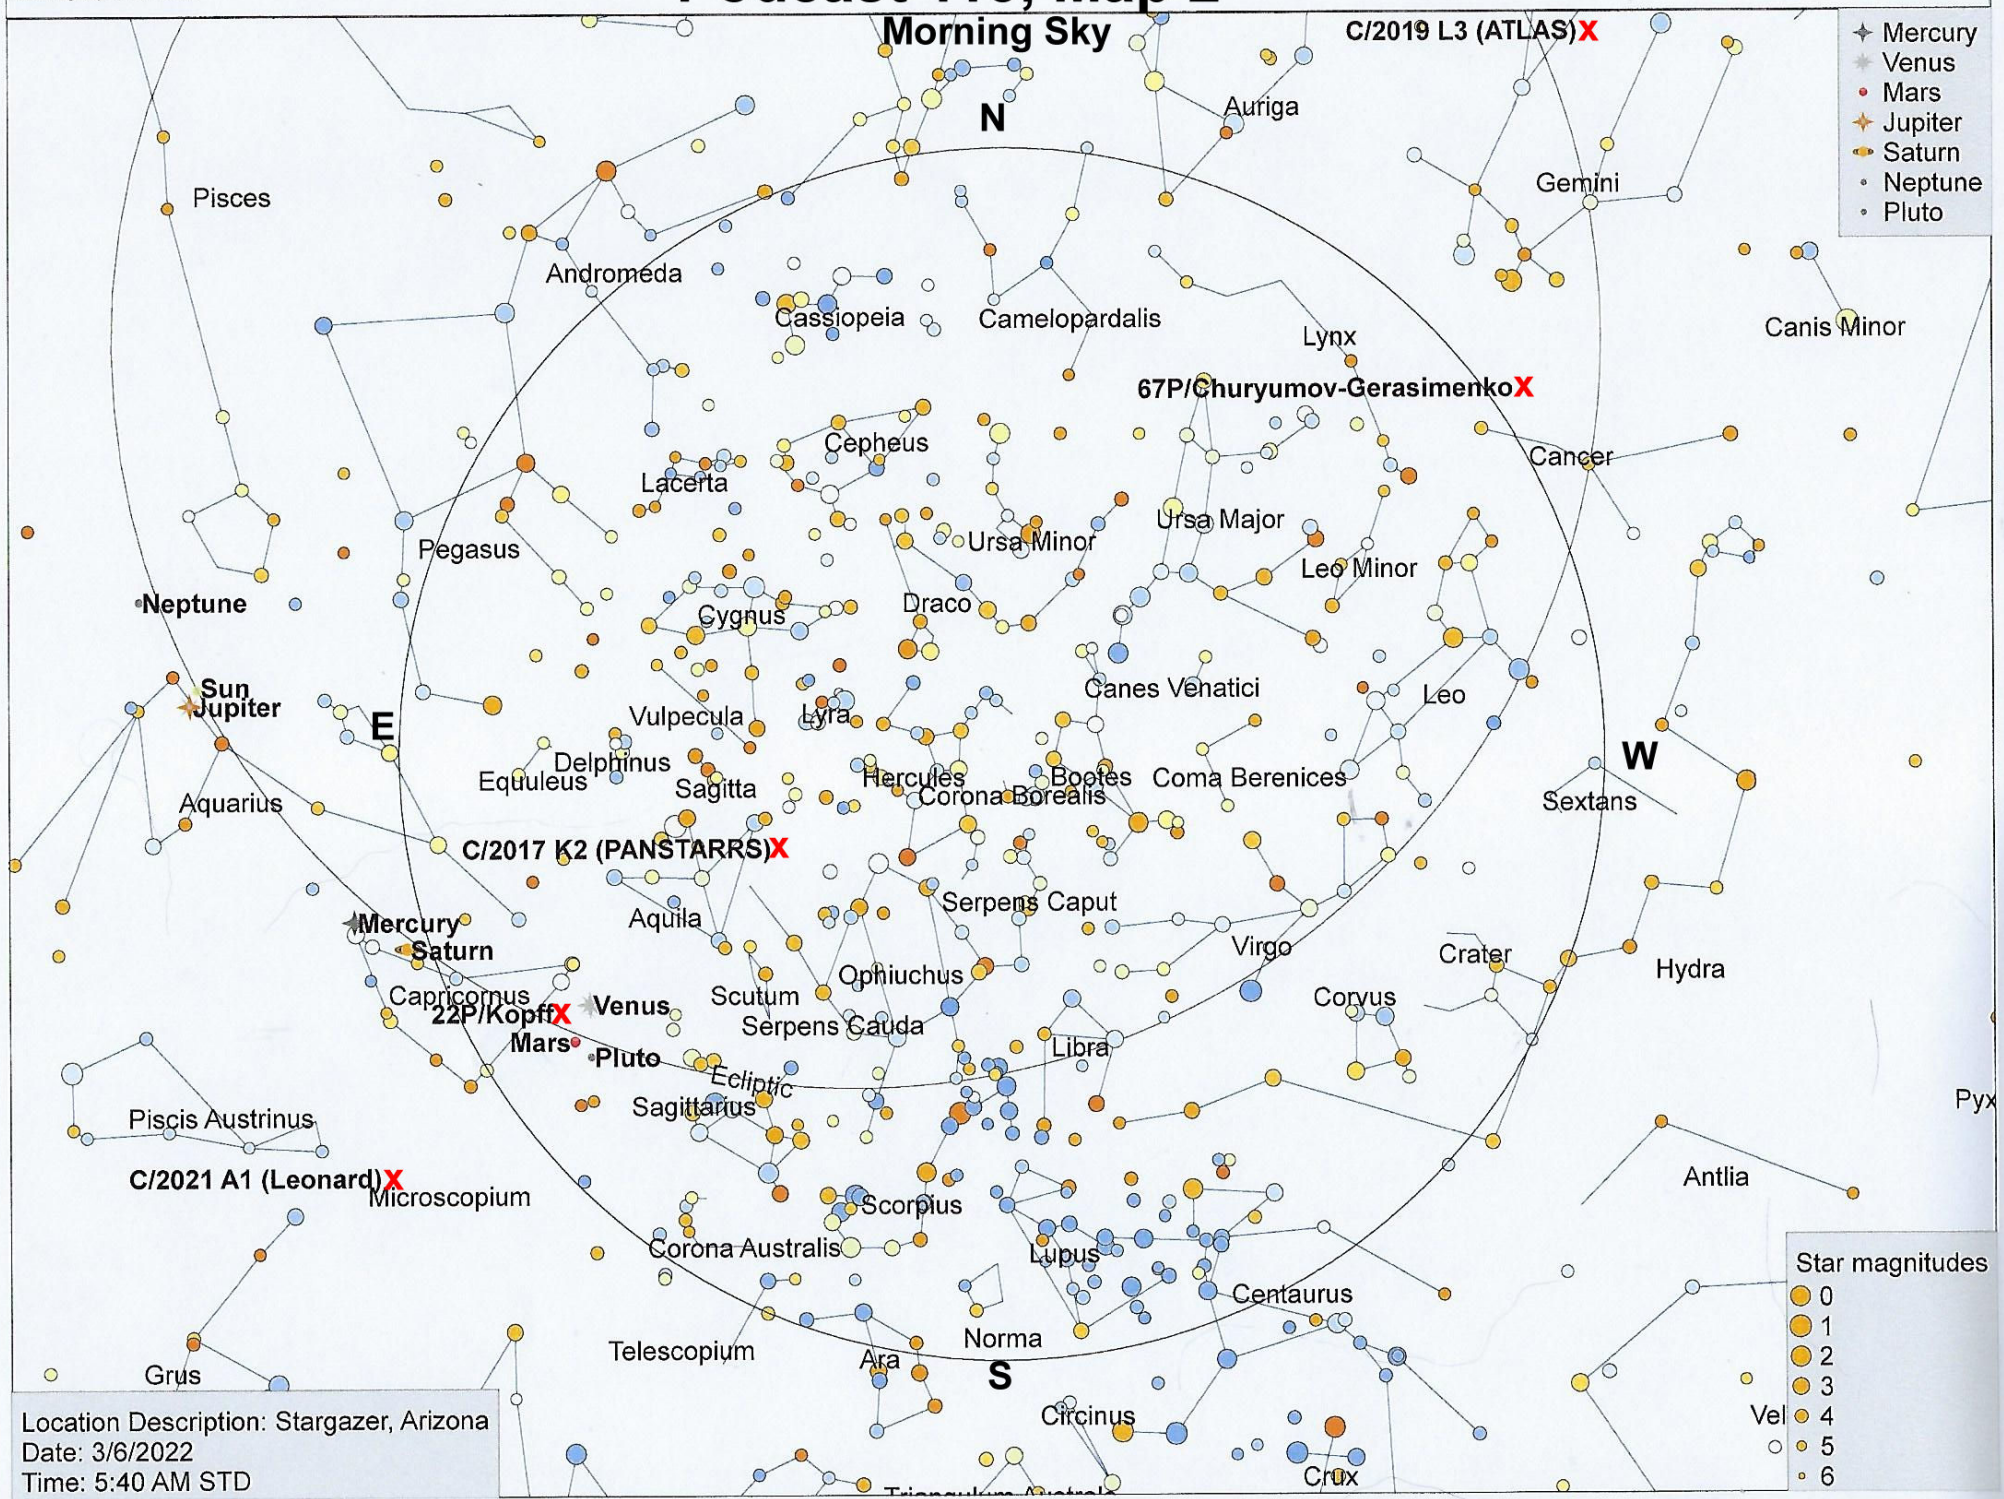 Morning Sky
C/2019 L3 (ATLAS)X
Mercury
Venus
Mars
Jupiter
Saturn
Neptune
Pluto
N
Auriga
Pisces
Gemini
Andromeda
Cassiopeia
Camelopardalis
Lynx
Canis Minor
67P/Churyumov-GerasimenkoX
Cepheus
Cancer
Lacerta
Ursa Major
Ursa Minor
Pegasus
Leo Minor
Neptune
Cygnus
Draco
Sun
Jupiter
Canes Venatici
Leo
E
Vulpecula
Lyra
W
Delphinus
Equuleus
Sagitta
Hercules
Bootes
Coma Berenices
Corona Borealis
Aquarius
Sextans
C/2017 K2 (PANSTARRS)X
Serpens Caput
Aquila
Mercury
Saturn
Virgo
Crater
Hydra
Ophiuchus
Capricornus
Scutum
Corvus
22P/KopffX
Venus
Serpens Cauda
Mars
Pluto
Libra
Ecliptic
Sagittarius
Pyx
Piscis Austrinus
C/2021 A1 (Leonard)X
Microscopium
Antlia
Scorpius
Corona Australis
Lupus
Centaurus
Star magnitudes
0
1
2
3
4
5
6
Norma
Telescopium
Ara
Grus
S
Circinus
Vel
Crux
Location Description: Stargazer, Arizona
Date: 3/6/2022
Time: 5:40 AM STD